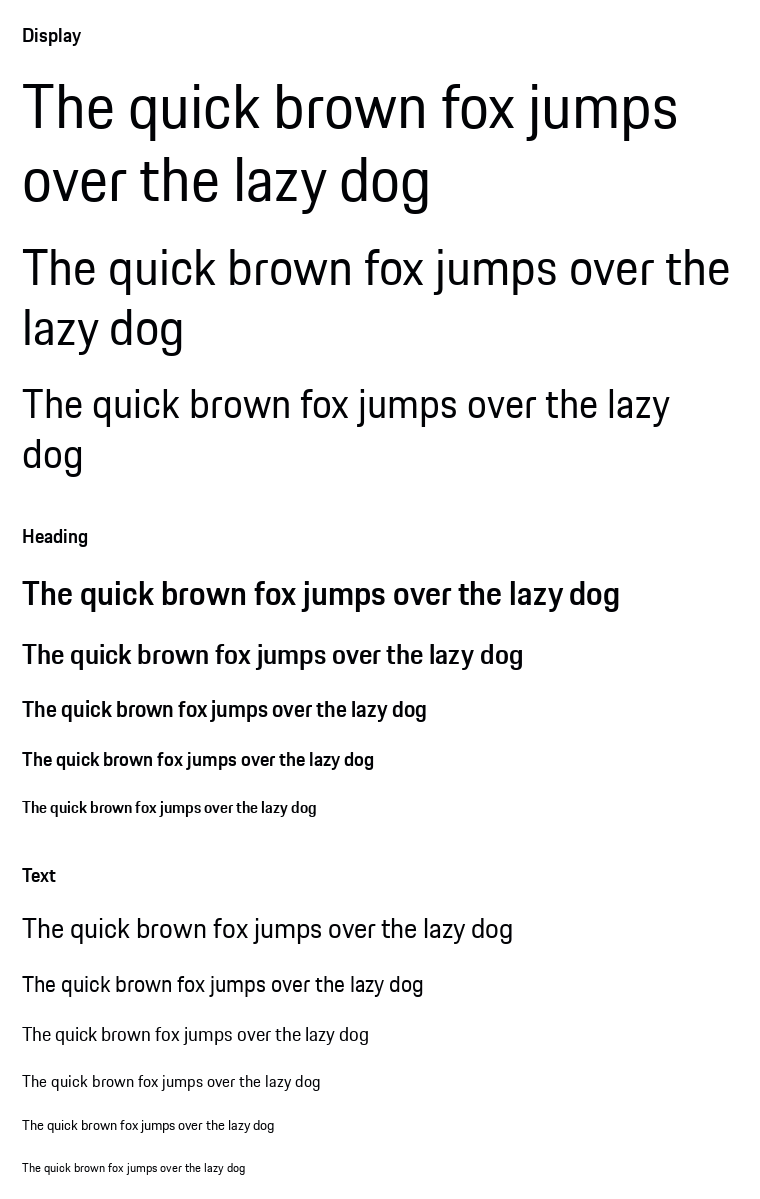 Display
The quick brown fox jumps
over the lazy dog
The quick brown fox jumps over the
lazy dog
The quick brown fox jumps over the lazy
dog
Heading
The quick brown fox jumps over the lazy dog
The quick brown fox jumps over the lazy dog
The quick brown fox jumps over the lazy dog
The quick brown fox jumps over the lazy dog
The quick brown fox jumps over the lazy dog
Text
The quick brown fox jumps over the lazy dog
The quick brown fox jumps over the lazy dog
The quick brown fox jumps over the lazy dog
The quick brown fox jumps over the lazy dog
The quick brown fox jumps over the lazy dog
The quick brown fox jumps over the lazy dog